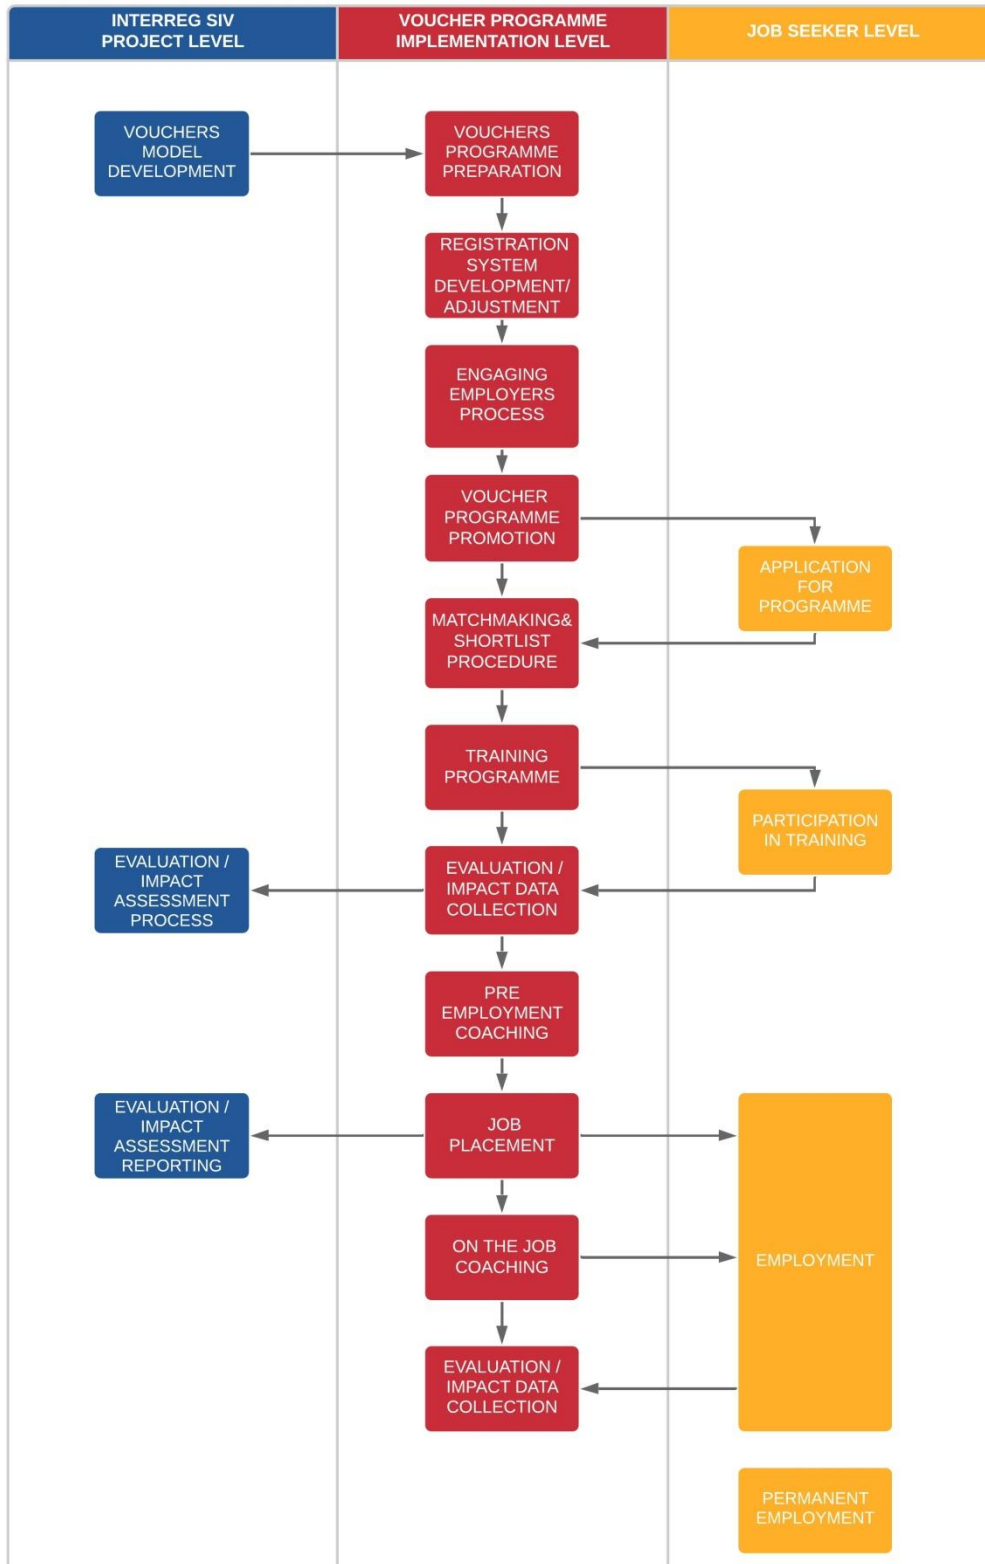 INTERREG SIV
PROJECT LEVEL
VOUCHER PROGRAMME
IMPLEMENTATION LEVEL
JOB SEEKER LEVEL
VOUCHERS
MODEL
DEVELOPMENT
VOUCHERS
PROGRAMME
PREPARATION
REGISTRATION
SYSTEM
DEVELOPMENT/
ADJUSTMENT
ENGAGING
EMPLOYERS
PROCESS
VOUCHER
PROGRAMME
PROMOTION
APPLICATION
FOR
PROGRAMME
MATCHMAKING&
SHORTLIST
PROCEDURE
TRAINING
PROGRAMME
PARTICIPATION
IN TRAINING
EVALUATION /
IMPACT
ASSESSMENT
PROCESS
EVALUATION /
IMPACT DATA
COLLECTION
PRE
EMPLOYMENT
COACHING
EVALUATION /
IMPACT
ASSESSMENT
REPORTING
JOB
PLACEMENT
ON THE JOB
COACHING
EMPLOYMENT
EVALUATION /
IMPACT DATA
COLLECTION
PERMANENT
EMPLOYMENT